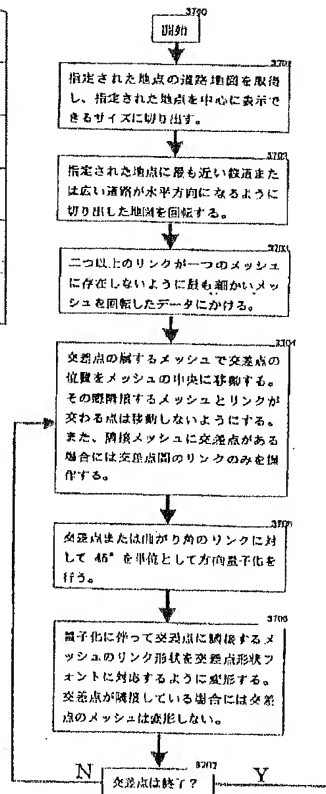 3700
開始
指定された地点の道路地図を取得
し、指定された地点を中心に表示で
きるサイズに切り出す。
指定された地点に最も近い鉄道また
は広い道路が水平方向になるように
切り出した地図を回転する。
二つ以上のリンクが一つのメッシュ
に存在しないように最も細かいメッ
シュを回転したデータにかける。
交差点の属するメッシュで交差点の
位置をメッシュの中央に移動する。
その際隣接するメッシュとリンクが
交わる点は移動しないようにする。
また、隣接メッシュに交差点がある
場合には交差点間のリンクのみを操
作する。
交差点または曲がり角のリンクに対
して 45° を単位として方向量子化を
行う。
量子化に伴って交差点に隣接するメ
ッシュのリンク形状を交差点形状フ
ォントに対応するように変形する。
交差点が隣接している場合には交差
点のメッシュは変形しない。
N
交差点は終了?
Y